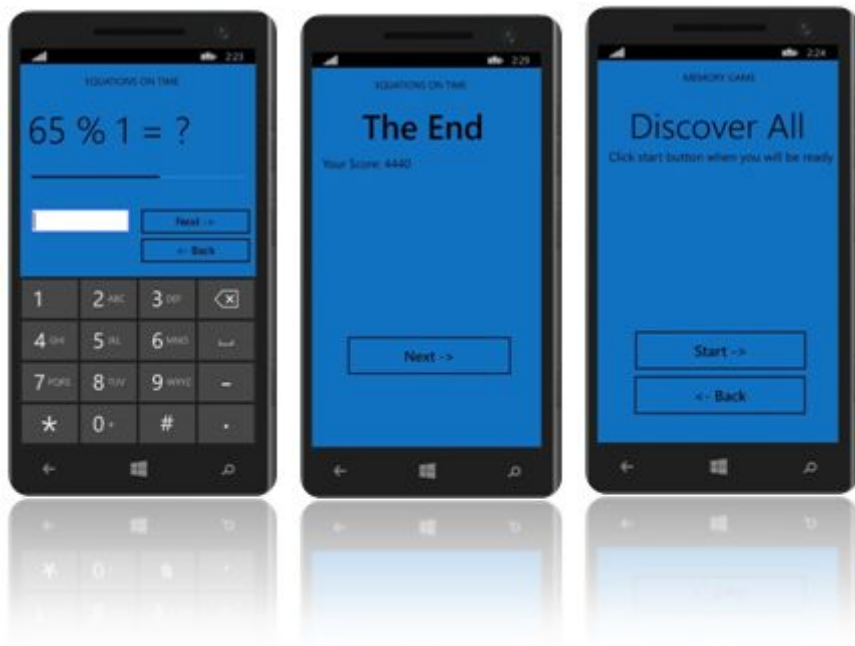 2:23
EQUATIONS ON TIME
65 % 1 = ?
Next ->
<- Back
1
2 ABC
3 DEF
4 GHI
5 JKL
6 MNO
7 PQRS
8 TUV
9 WXYZ
-
* 0 + # .
2:29
EQUATIONS ON TIME
The End
Your Score: 4440
Next ->
2:24
MEMORY GAME
Discover All
Click start button when you will be ready
Start ->
<- Back